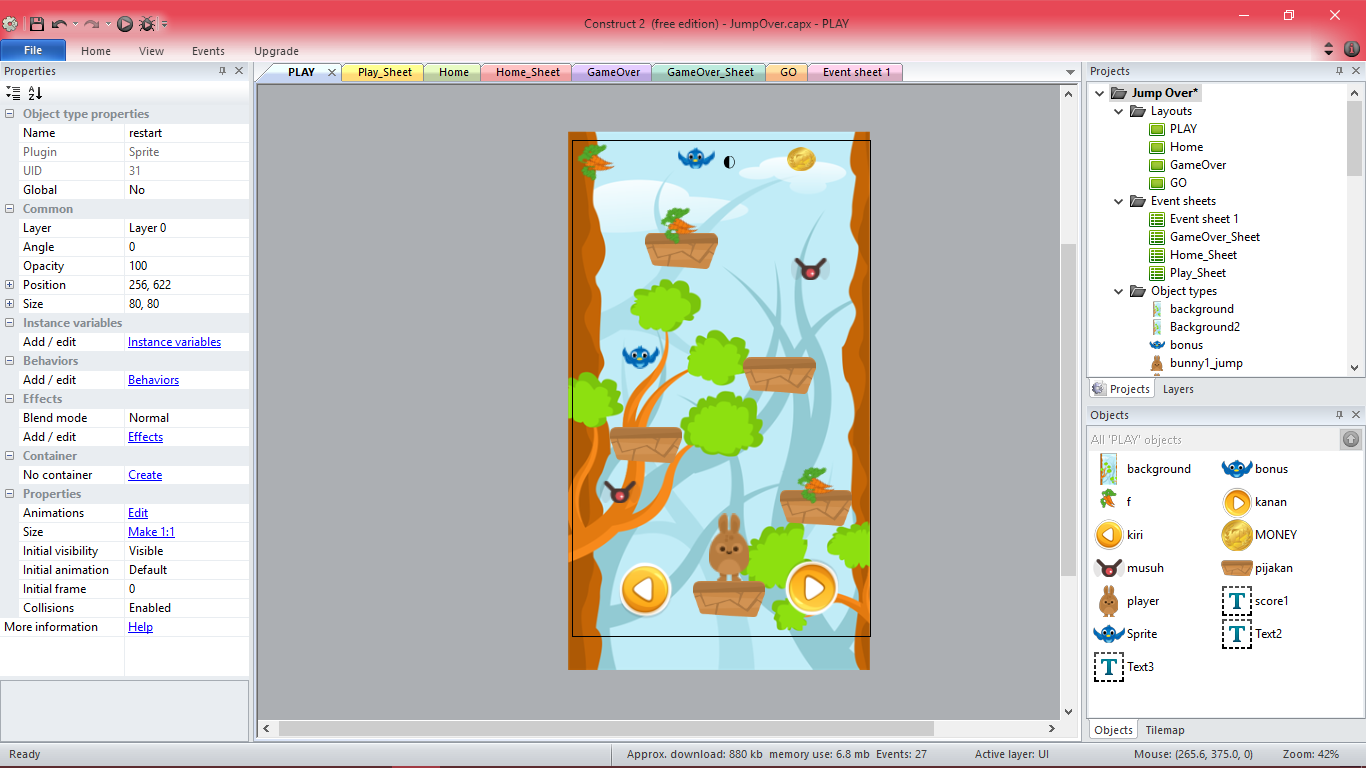 Construct 2 (free edition) - JumpOver.capx - PLAY
File Home View Events Upgrade
Properties
Object type properties
Name restart
Plugin Sprite
UID 31
Global No
Common
Layer Layer 0
Angle 0
Opacity 100
Position 256, 622
Size 80, 80
Instance variables
Add / edit Instance variables
Behaviors
Add / edit Behaviors
Effects
Blend mode Normal
Add / edit Effects
Container
No container Create
Properties
Animations Edit
Size Make 1:1
Initial visibility Visible
Initial animation Default
Initial frame 0
Collisions Enabled
More information Help
PLAY Play_Sheet Home Home_Sheet GameOver GameOver_Sheet GO Event sheet 1
Projects
Jump Over*
Layouts
PLAY
Home
GameOver
GO
Event sheets
Event sheet 1
GameOver_Sheet
Home_Sheet
Play_Sheet
Object types
background
Background2
bonus
bunny1_jump
Projects Layers
Objects
All 'PLAY' objects
background bonus
f kanan
kiri MONEY
musuh pijakan
player score1
Sprite Text2
Text3
Objects Tilemap
Ready Approx. download: 880 kb memory use: 6.8 mb Events: 27 Active layer: UI Mouse: (265.6, 375.0, 0) Zoom: 42%